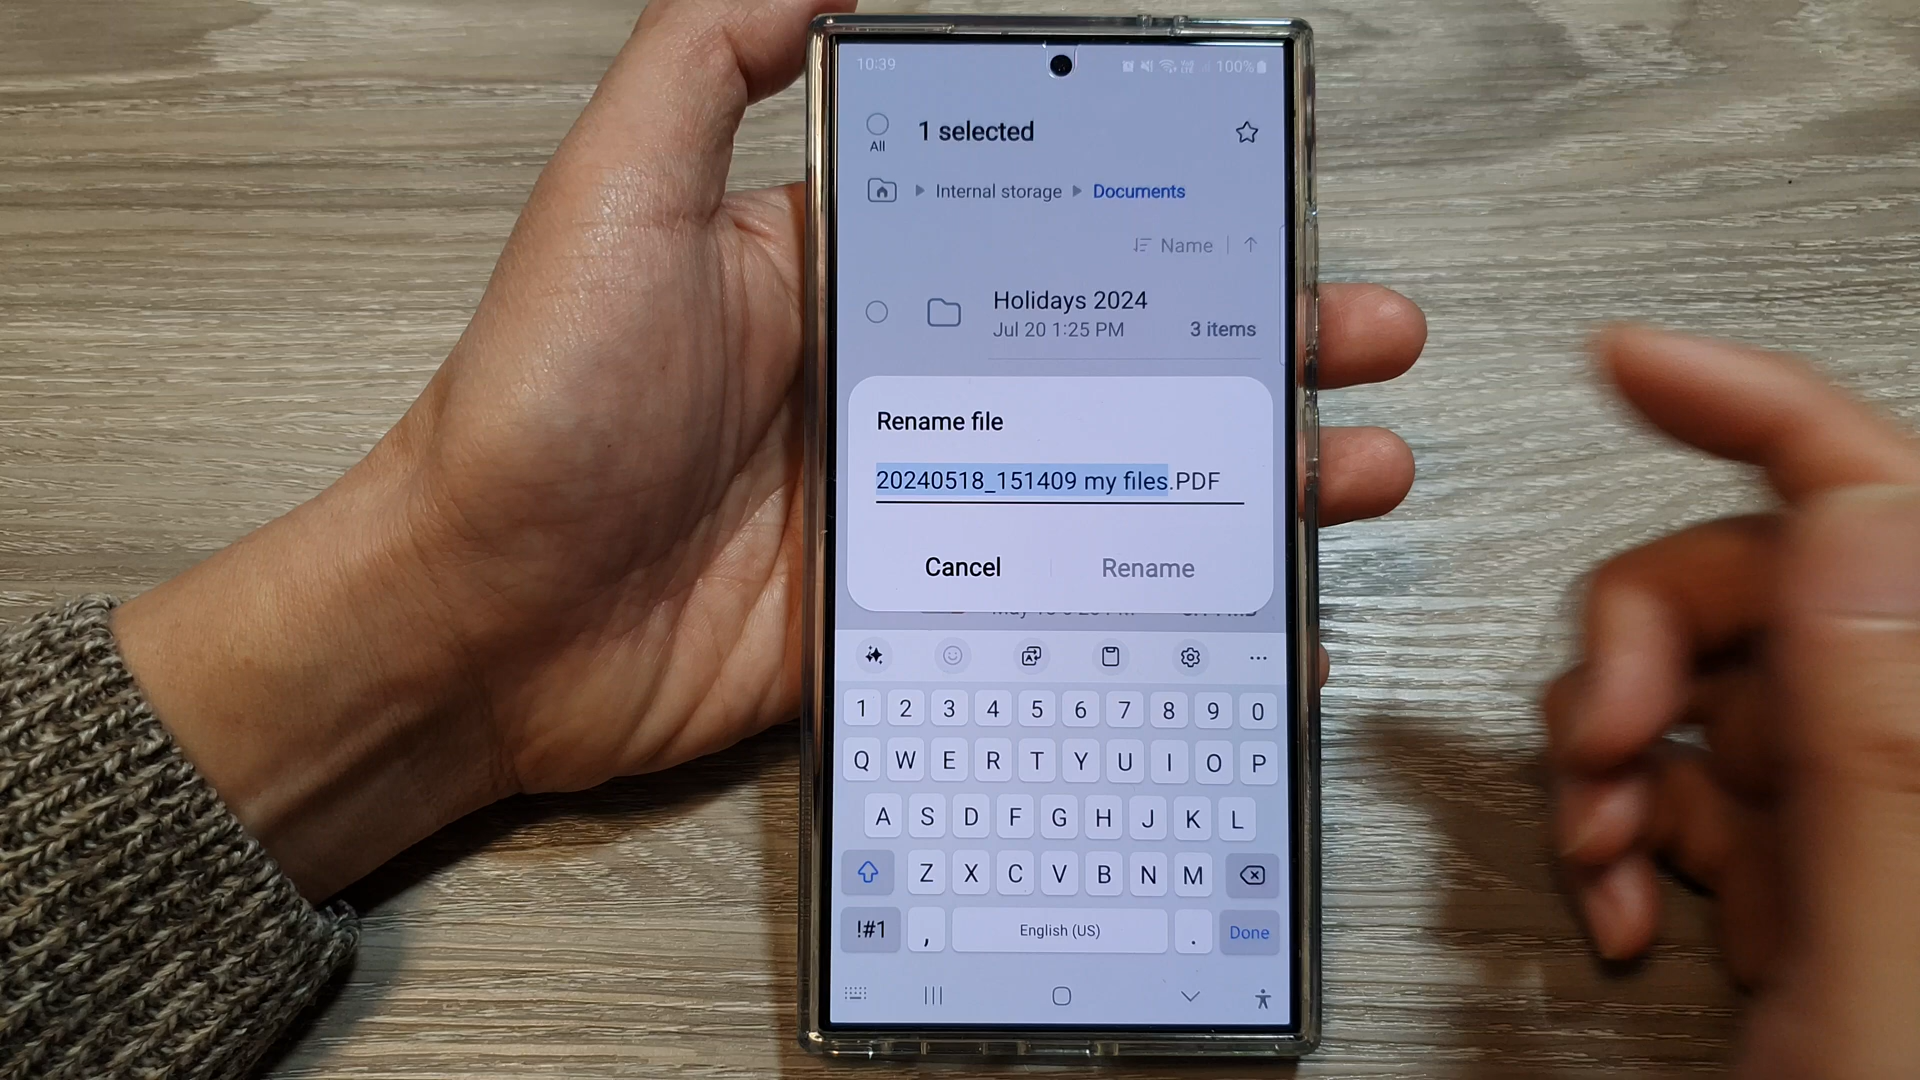 10:39 100%
1 selected
All
Internal storage Documents
Name
Holidays 2024
Jul 20 1:25 PM 3 items
Rename file
20240518_151409 my files.PDF
Cancel Rename
1 2 3 4 5 6 7 8 9 0
Q W E R T Y U I O P
A S D F G H J K L
Z X C V B N M
!#1 , English (US) . Done